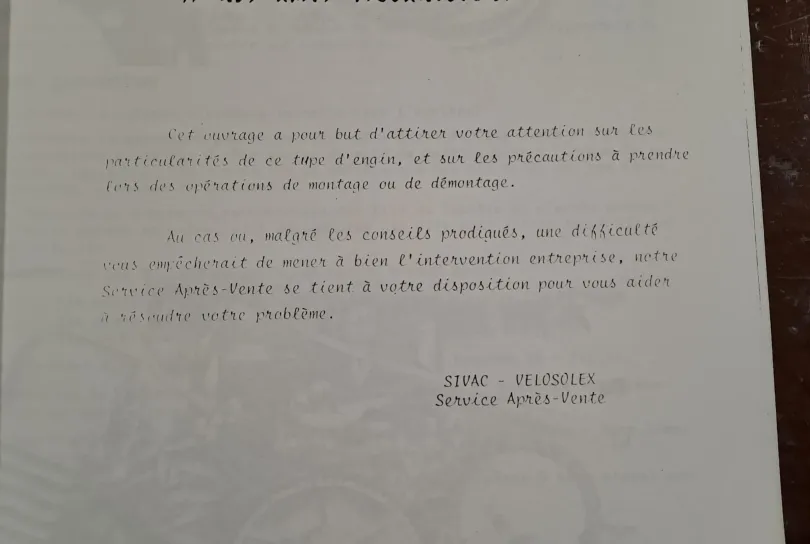 Cet ouvrage a pour but d'attirer votre attention sur les
particularités de ce type d'engin, et sur les précautions à prendre
lors des opérations de montage ou de démontage.
Au cas ou, malgré les conseils prodigués, une difficulté
vous empêcherait de mener à bien l'intervention entreprise, notre
Service Après-Vente se tient à votre disposition pour vous aider
à résoudre votre problème.
SIVAC - VELOSOLEX
Service Après-Vente